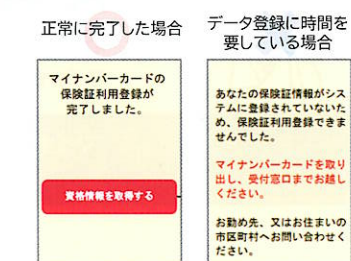 正常に完了した場合
データ登録に時間を
要している場合
マイナンバーカードの
保険証利用登録が
完了しました。
資格情報を取得する
あなたの保険証情報がシス
テムに登録されていないた
め、保険証利用登録できま
せんでした。
マイナンバーカードを取り
出し、受付窓口までお越し
ください。
お勤め先、又はお住まいの
市区町村へお問い合わせく
ださい。